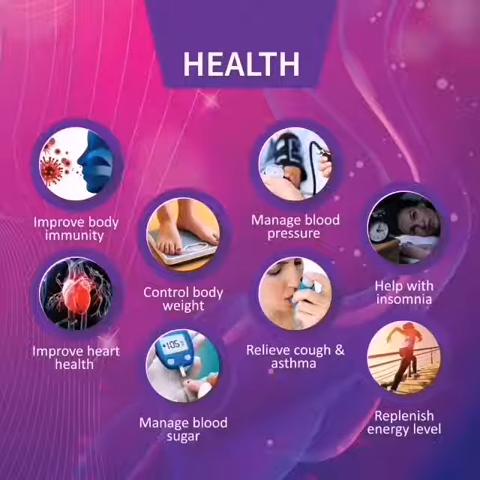 HEALTH
Improve body
immunity
Manage blood
pressure
Control body
weight
Help with
insomnia
Improve heart
health
Relieve cough &
asthma
Manage blood
sugar
Replenish
energy level